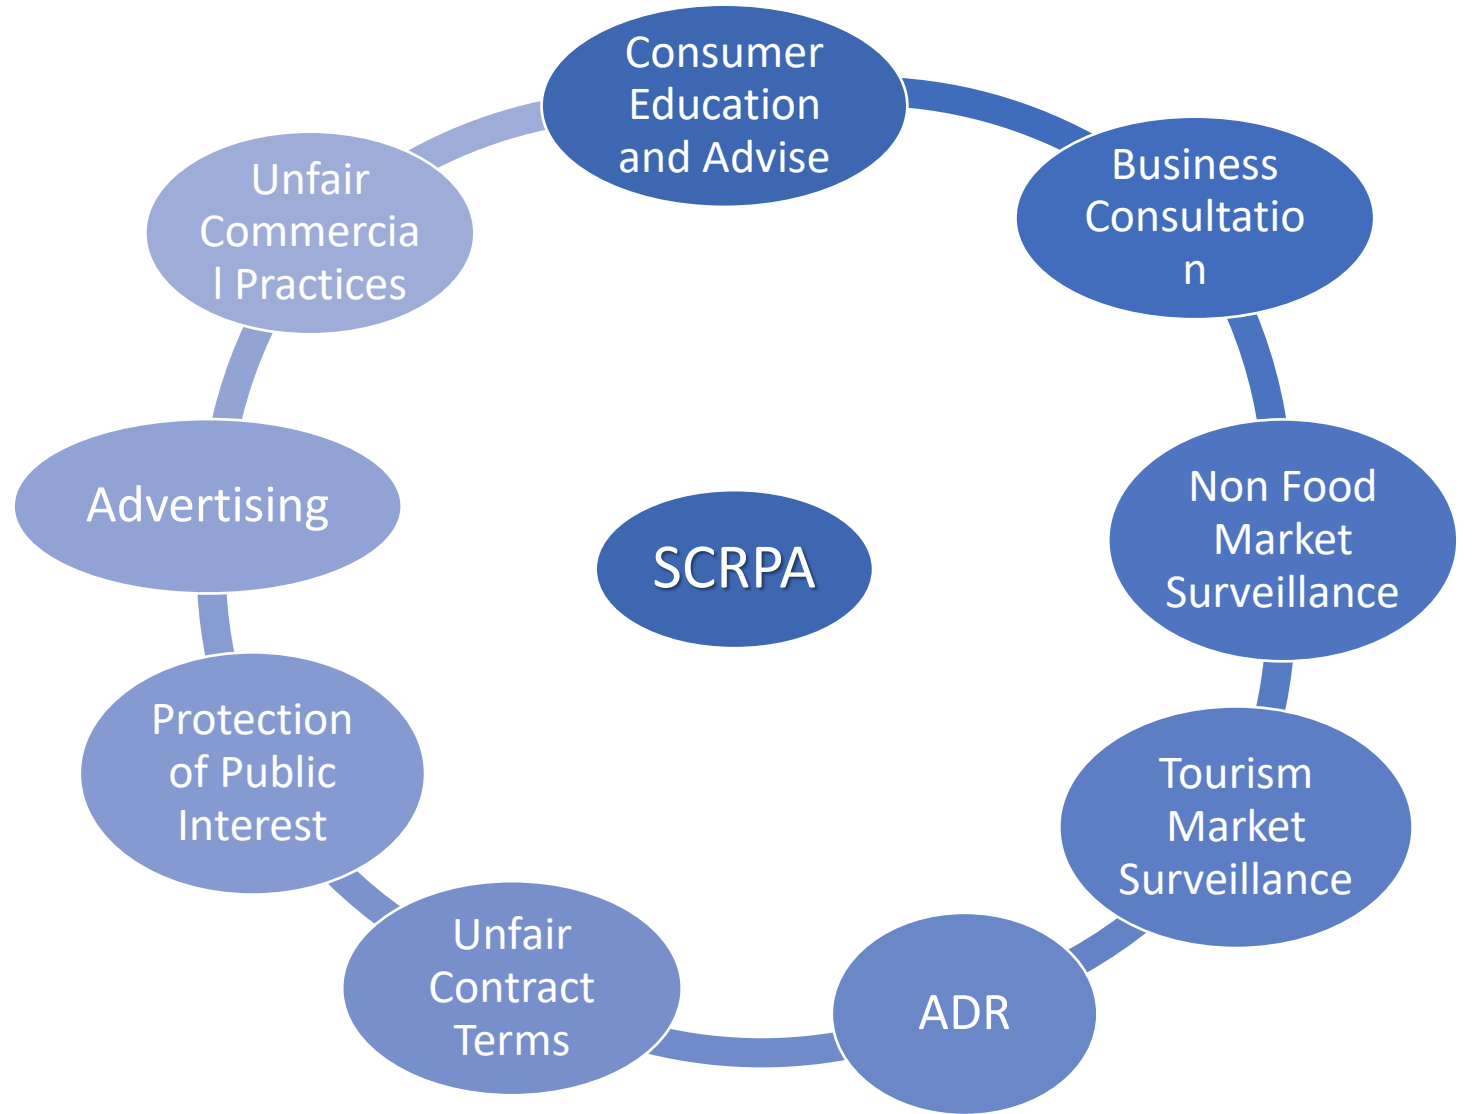 Consumer
Education
and Advise
Business
Consultatio
n
Non Food
Market
Surveillance
Tourism
Market
Surveillance
ADR
Unfair
Contract
Terms
Protection
of Public
Interest
Advertising
Unfair
Commercia
l Practices
SCRPA